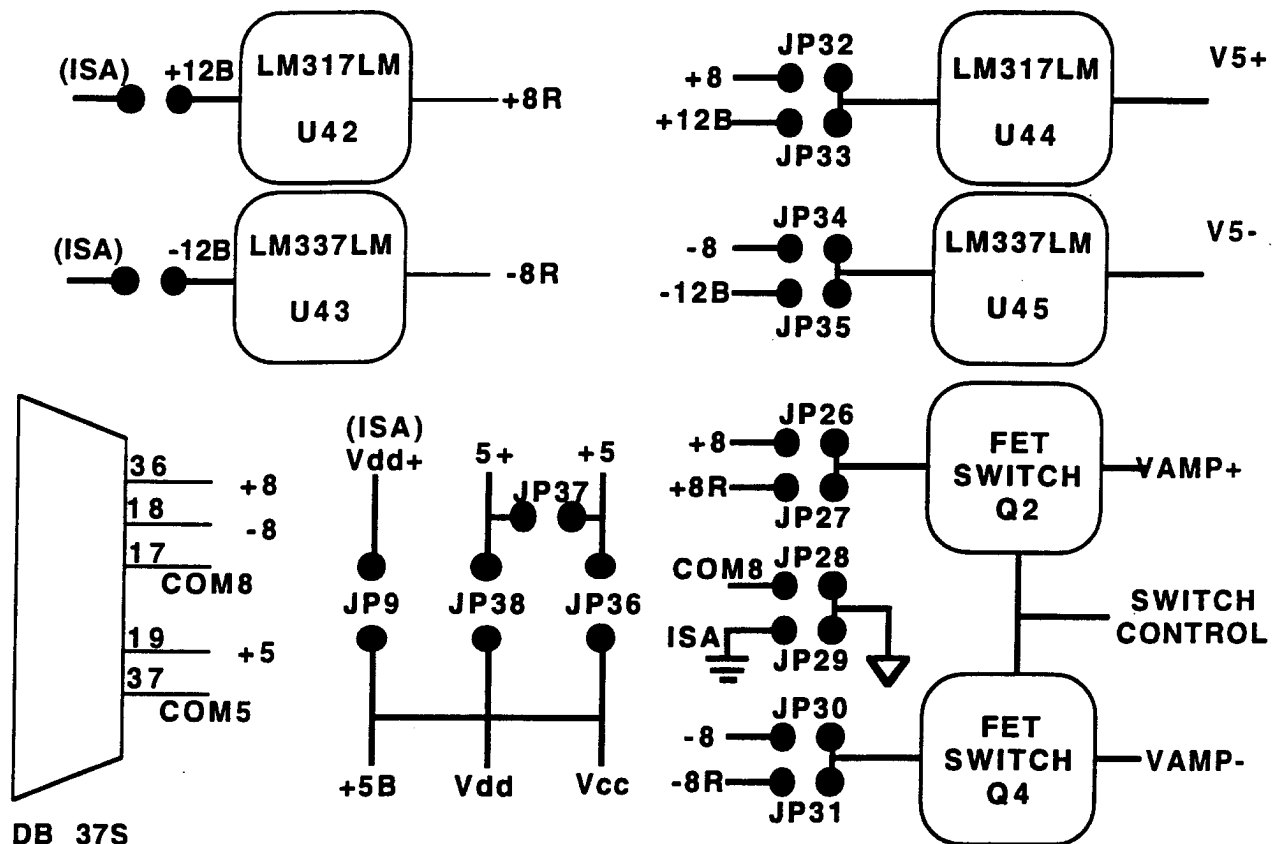 (ISA)
+12B
LM317LM
U42
+8R
JP32
+8
+12B
JP33
LM317LM
U44
V5+
(ISA)
-12B
LM337LM
U43
-8R
JP34
-8
-12B
JP35
LM337LM
U45
V5-
36
+8
18
-8
17
COM8
19
+5
37
COM5
DB 37S
(ISA)
Vdd+
5+
+5
JP37
JP9
JP38
JP36
+5B
Vdd
Vcc
JP26
+8
+8R
JP27
FET
SWITCH
Q2
VAMP+
COM8
JP28
ISA
JP29
SWITCH
CONTROL
JP30
-8
-8R
JP31
FET
SWITCH
Q4
VAMP-